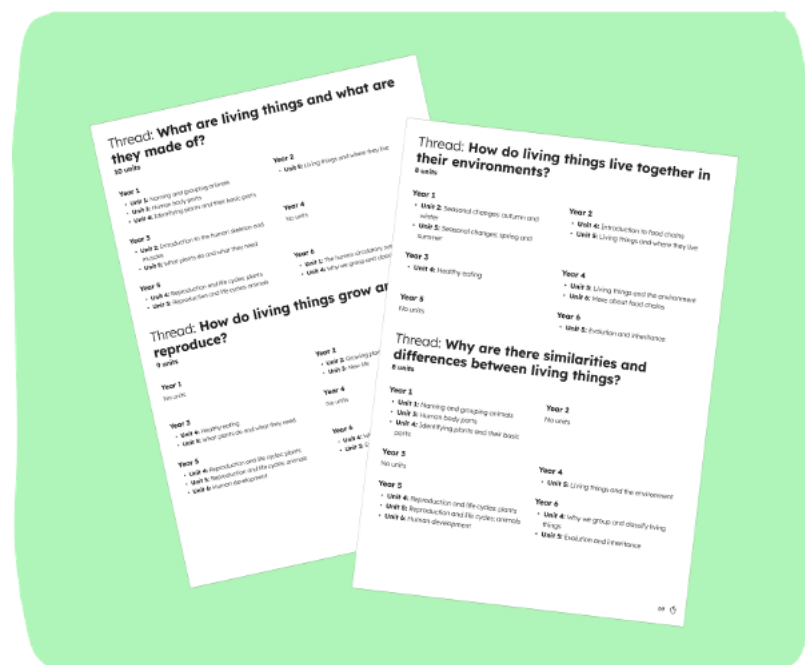 Thread: What are living things and what are
they made of?
10 units
Year 1
• Unit 1: Naming and grouping animals
• Unit 3: Human body parts
• Unit 4: Identifying plants and their basic parts
Year 2
• Unit 5: Living things and where they live
Year 3
• Unit 2: Introduction to the human skeleton and
muscles
• Unit 5: What plants do and what they need
Year 4
No units
Year 5
• Unit 4: Reproduction and life cycles: plants
• Unit 5: Reproduction and life cycles: animals
Year 6
• Unit 1: The human circulatory
• Unit 4: Why we group and
Thread: How do living things grow
reproduce?
9 units
Year 1
No units
Year 2
• Unit 2: Growing
• Unit 3: New life
Year 3
• Unit 4: Healthy eating
• Unit 5: What plants do and what they need
Year 4
No units
Year 5
• Unit 4: Reproduction and life cycles: plants
• Unit 5: Reproduction and life cycles: animals
• Unit 6: Human development
Year 6
• Unit 4:
• Unit 5:
Thread: How do living things live together in
their environments?
8 units
Year 1
• Unit 2: Seasonal changes: autumn and
winter
• Unit 5: Seasonal changes: spring and
summer
Year 2
• Unit 4: Introduction to food chains
• Unit 5: Living things and where they live
Year 3
• Unit 4: Healthy eating
Year 4
• Unit 5: Living things and the environment
• Unit 6: More about food chains
Year 5
No units
Year 6
• Unit 5: Evolution and inheritance
Thread: Why are there similarities and
differences between living things?
8 units
Year 1
• Unit 1: Naming and grouping animals
• Unit 3: Human body parts
• Unit 4: Identifying plants and their basic
parts
Year 2
No units
Year 3
No units
Year 4
• Unit 5: Living things and the environment
Year 5
• Unit 4: Reproduction and life cycles: plants
• Unit 5: Reproduction and life cycles: animals
• Unit 6: Human development
Year 6
• Unit 4: Why we group and classify living
things
• Unit 5: Evolution and inheritance